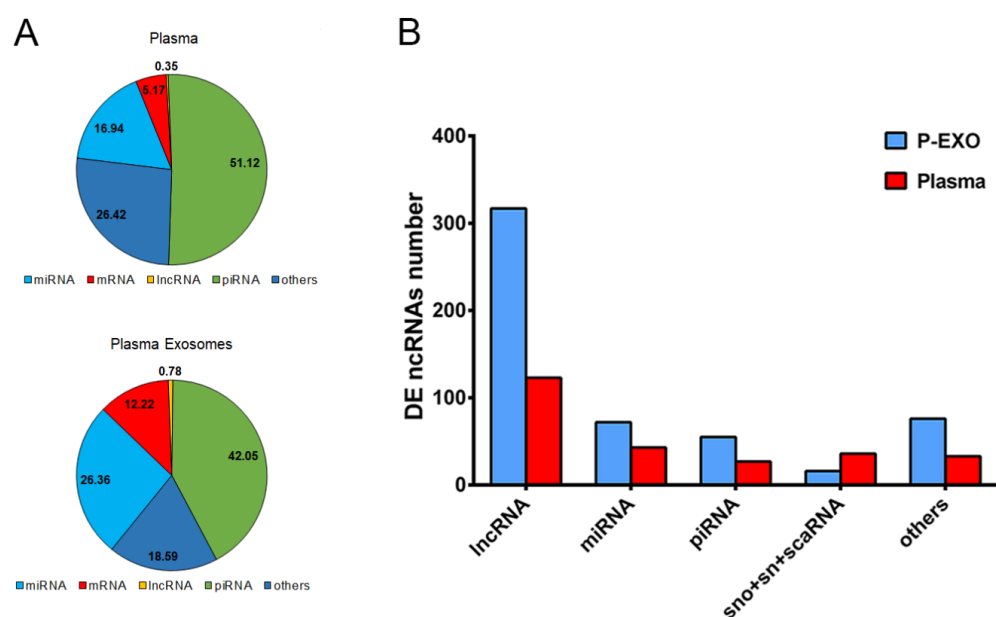 A
Plasma
0.35
5.17
16.94
51.12
26.42
miRNA mRNA lncRNA piRNA others
Plasma Exosomes
0.78
12.22
42.05
26.36
18.59
miRNA mRNA lncRNA piRNA others
B
P-EXO
Plasma
DE ncRNAs number
400
300
200
100
0
lncRNA
miRNA
piRNA
sno+sn+scaRNA
others